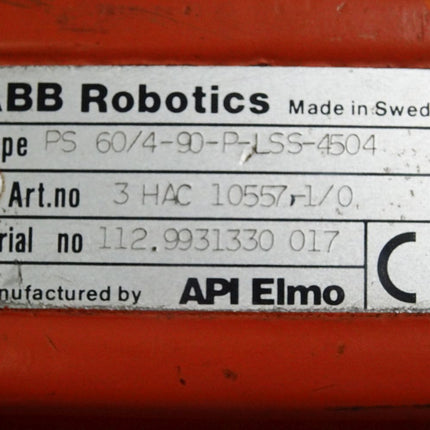 ABB Robotics Made in Swed
pe PS 60/4-90-P-LSS-4504
Art.no 3 HAC 10557-1/0
rial no 112.9931330 017
nufactured by API Elmo CE